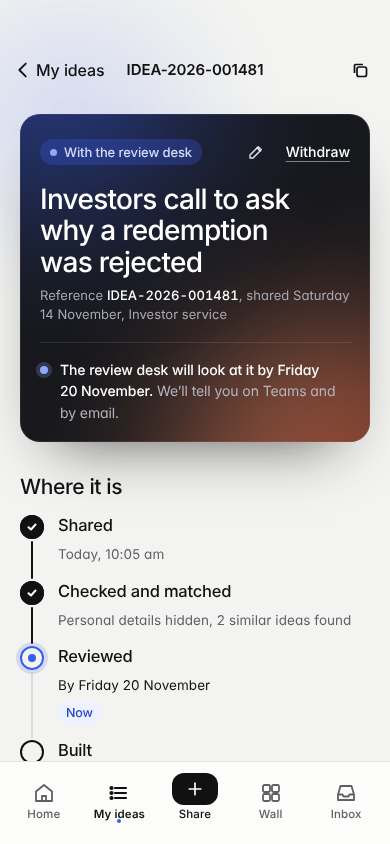 My ideas
IDEA-2026-001481
With the review desk
Withdraw
Investors call to ask
why a redemption
was rejected
Reference IDEA-2026-001481, shared Saturday
14 November, Investor service
The review desk will look at it by Friday
20 November. We'll tell you on Teams and
by email.
Where it is
Shared
Today, 10:05 am
Checked and matched
Personal details hidden, 2 similar ideas found
Reviewed
By Friday 20 November
Now
Built
Home
My ideas
Share
Wall
Inbox